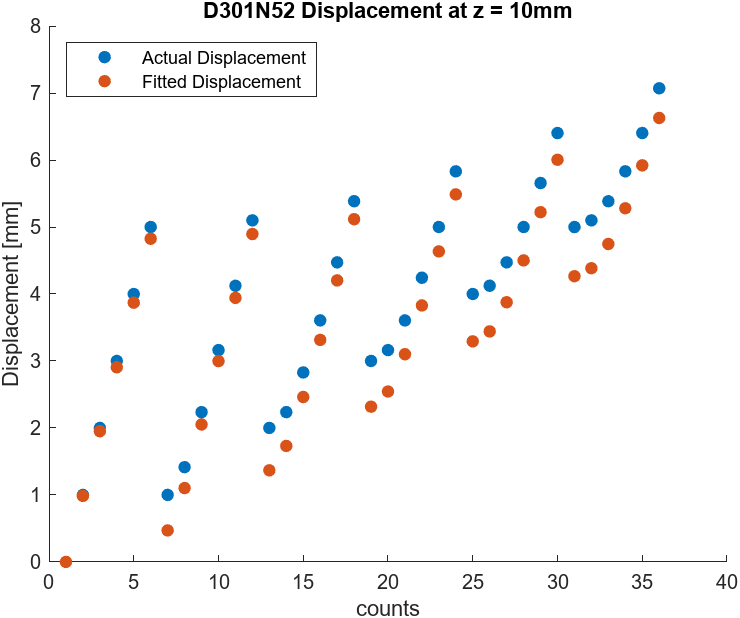 D301N52 Displacement at z = 10mm
Actual Displacement
Fitted Displacement
Displacement [mm]
8
7
6
5
4
3
2
1
0
0 5 10 15 20 25 30 35 40
counts